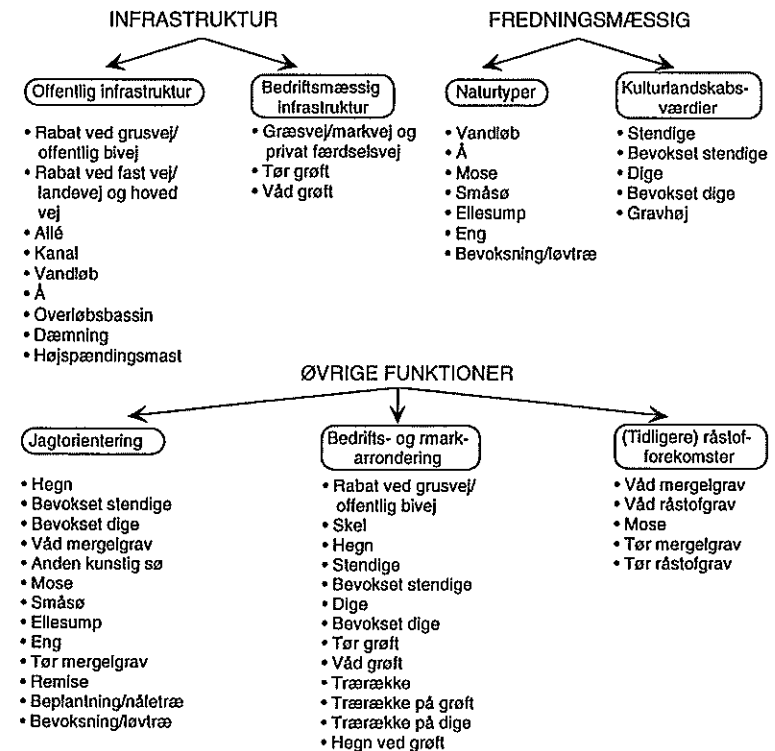 INFRASTRUKTUR
Offentlig infrastruktur
• Rabat ved grusvej/
offentlig bivej
• Rabat ved fast vej/
landevej og hoved
vej
• Allé
• Kanal
• Vandløb
• Å
• Overløbsbassin
• Dæmning
• Højspændingsmast
Bedriftsmæssig
infrastruktur
• Græsvej/markvej og
privat færdselsvej
• Tør grøft
• Våd grøft
FREDNINGSMÆSSIG
Naturtyper
• Vandløb
• Å
• Mose
• Småsø
• Ellesump
• Eng
• Bevoksning/løvtræ
Kulturlandskabs-
værdier
• Stendige
• Bevokset stendige
• Dige
• Bevokset dige
• Gravhøj
ØVRIGE FUNKTIONER
Jagtorientering
• Hegn
• Bevokset stendige
• Bevokset dige
• Våd mergelgrav
• Anden kunstig sø
• Mose
• Småsø
• Ellesump
• Eng
• Tør mergelgrav
• Remise
• Beplantning/nåletræ
• Bevoksning/løvtræ
Bedrifts- og mark-
arrondering
• Rabat ved grusvej/
offentlig bivej
• Skel
• Hegn
• Stendige
• Bevokset stendige
• Dige
• Bevokset dige
• Tør grøft
• Våd grøft
• Trærække
• Trærække på grøft
• Trærække på dige
• Hegn ved grøft
(Tidligere) råstof-
forekomster
• Våd mergelgrav
• Våd råstofgrav
• Mose
• Tør mergelgrav
• Tør råstofgrav